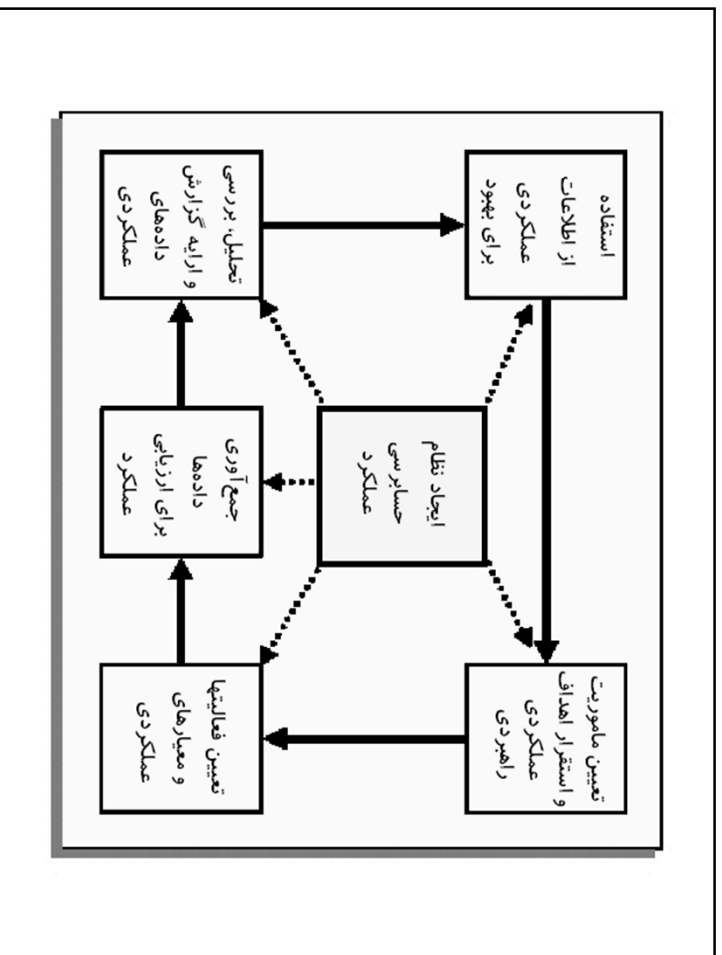 تعیین ماموریت
و استقرار اهداف
عملکردی
راهبردی
استفاده
از اطلاعات
عملکردی
برای بهبود
ایجاد نظام
حسابرسی
عملکرد
تعیین فعالیتها
و معیارهای
عملکردی
جمع‌آوری
داده‌ها
برای ارزیابی
عملکرد
تحلیل، بررسی
و ارایه گزارش
داده‌های
عملکردی